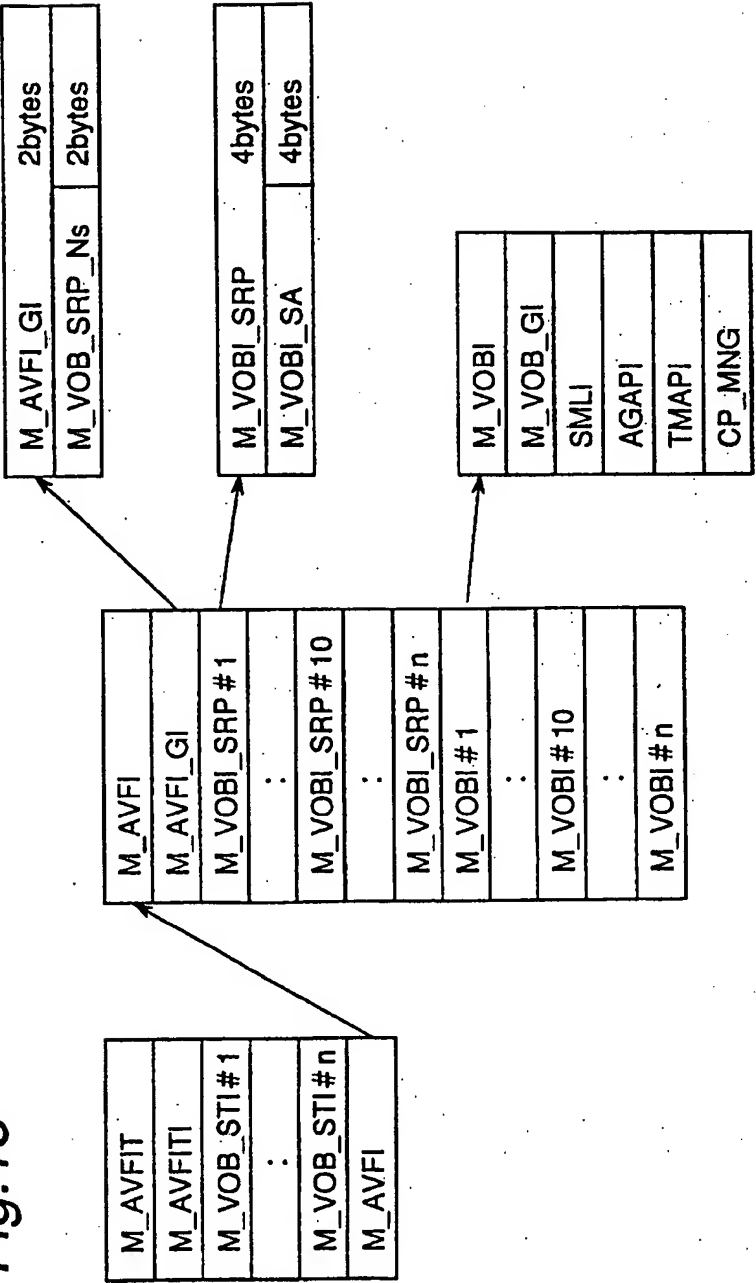 M_AVFIT
M_AVFITI
M_VOB_STI#1
:
M_VOB_STI#n
M_AVFI
M_AVFI
M_AVFI_GI
M_VOBI_SRP#1
:
M_VOBI_SRP#10
:
M_VOBI_SRP#n
M_VOBI#1
:
M_VOBI#10
:
M_VOBI#n
M_AVFI_GI 2bytes
M_VOB_SRP_Ns 2bytes
M_VOBI_SRP 4bytes
M_VOBI_SA 4bytes
M_VOBI
M_VOB_GI
SMLI
AGAPI
TMAPI
CP_MNG